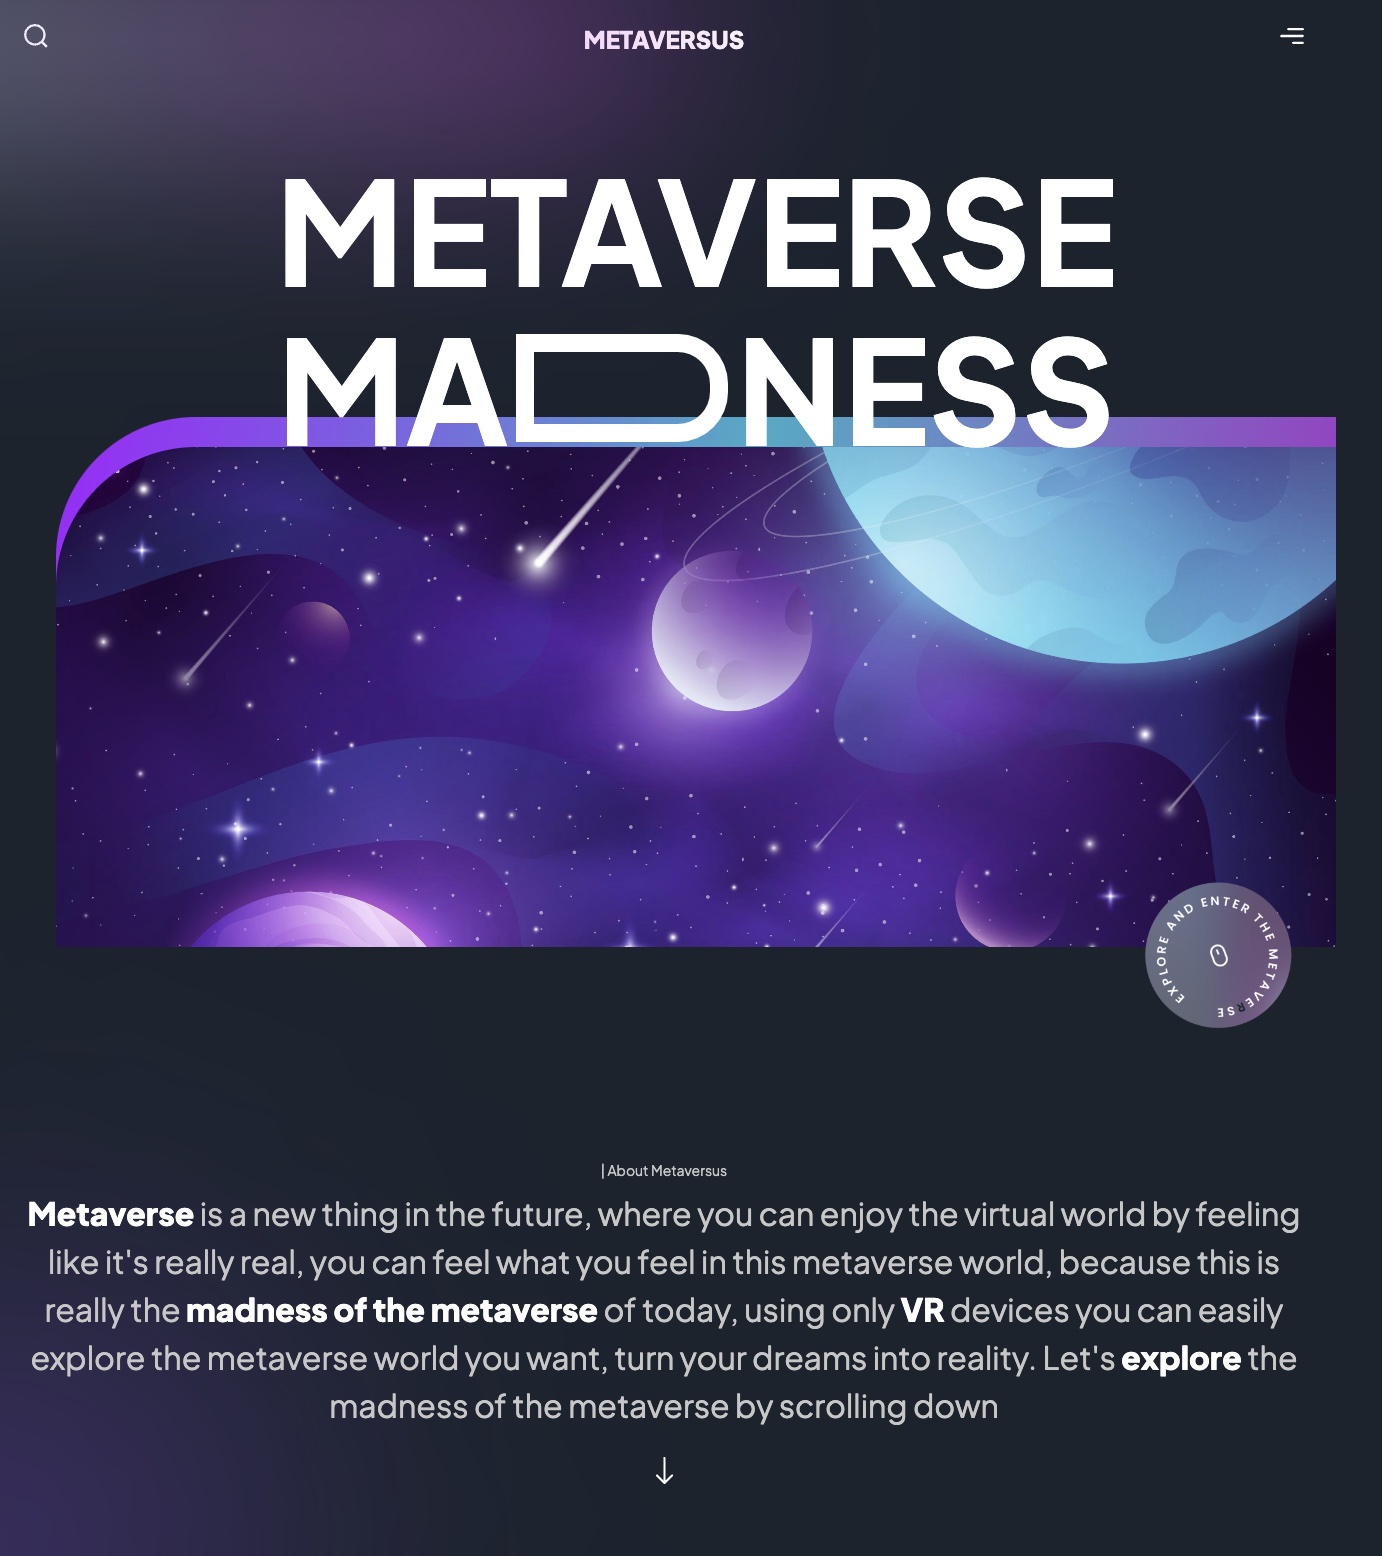 METAVERSUS
METAVERSE
MADNESS
EXPLORE AND ENTER THE METAVERSE
| About Metaversus
Metaverse is a new thing in the future, where you can enjoy the virtual world by feeling
like it's really real, you can feel what you feel in this metaverse world, because this is
really the madness of the metaverse of today, using only VR devices you can easily
explore the metaverse world you want, turn your dreams into reality. Let's explore the
madness of the metaverse by scrolling down